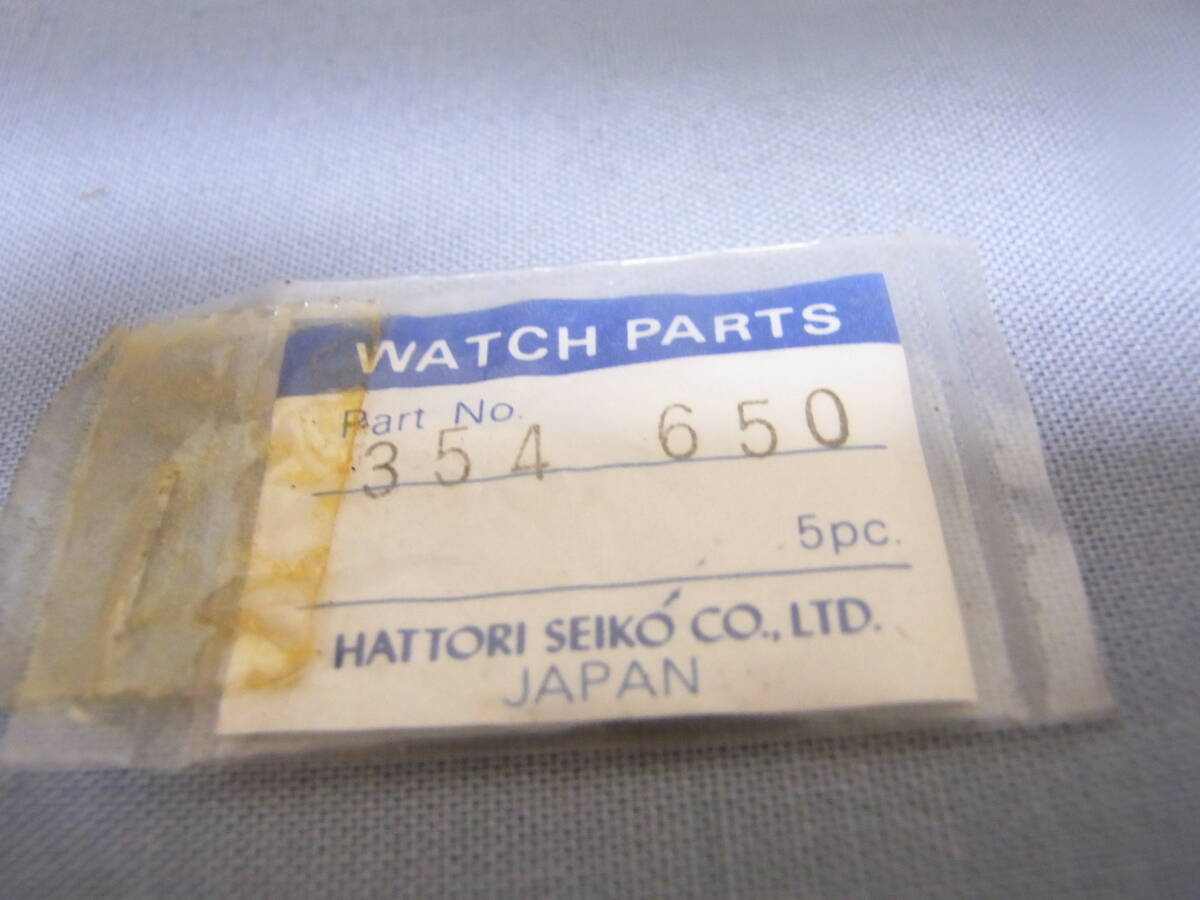 WATCH PARTS
Part No.
354 650
5pc.
HATTORI SEIKO CO., LTD.
JAPAN